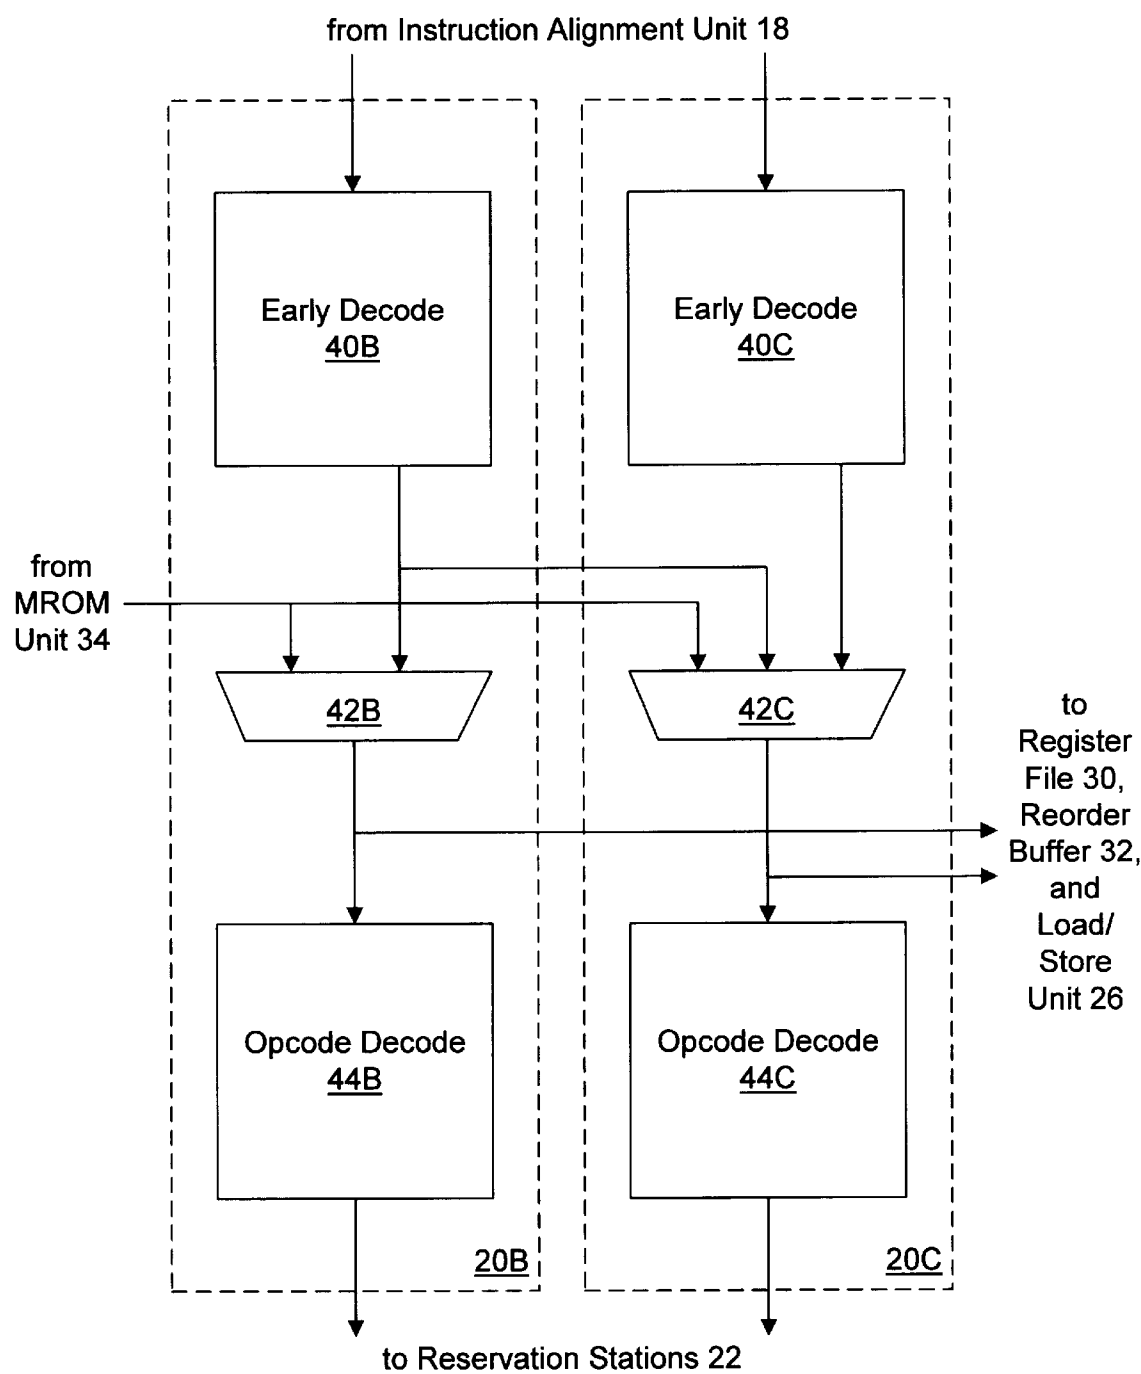 from Instruction Alignment Unit 18
Early Decode
40B
Early Decode
40C
from
MROM
Unit 34
42B
42C
to
Register
File 30,
Reorder
Buffer 32,
and
Load/
Store
Unit 26
Opcode Decode
44B
Opcode Decode
44C
20B
20C
to Reservation Stations 22